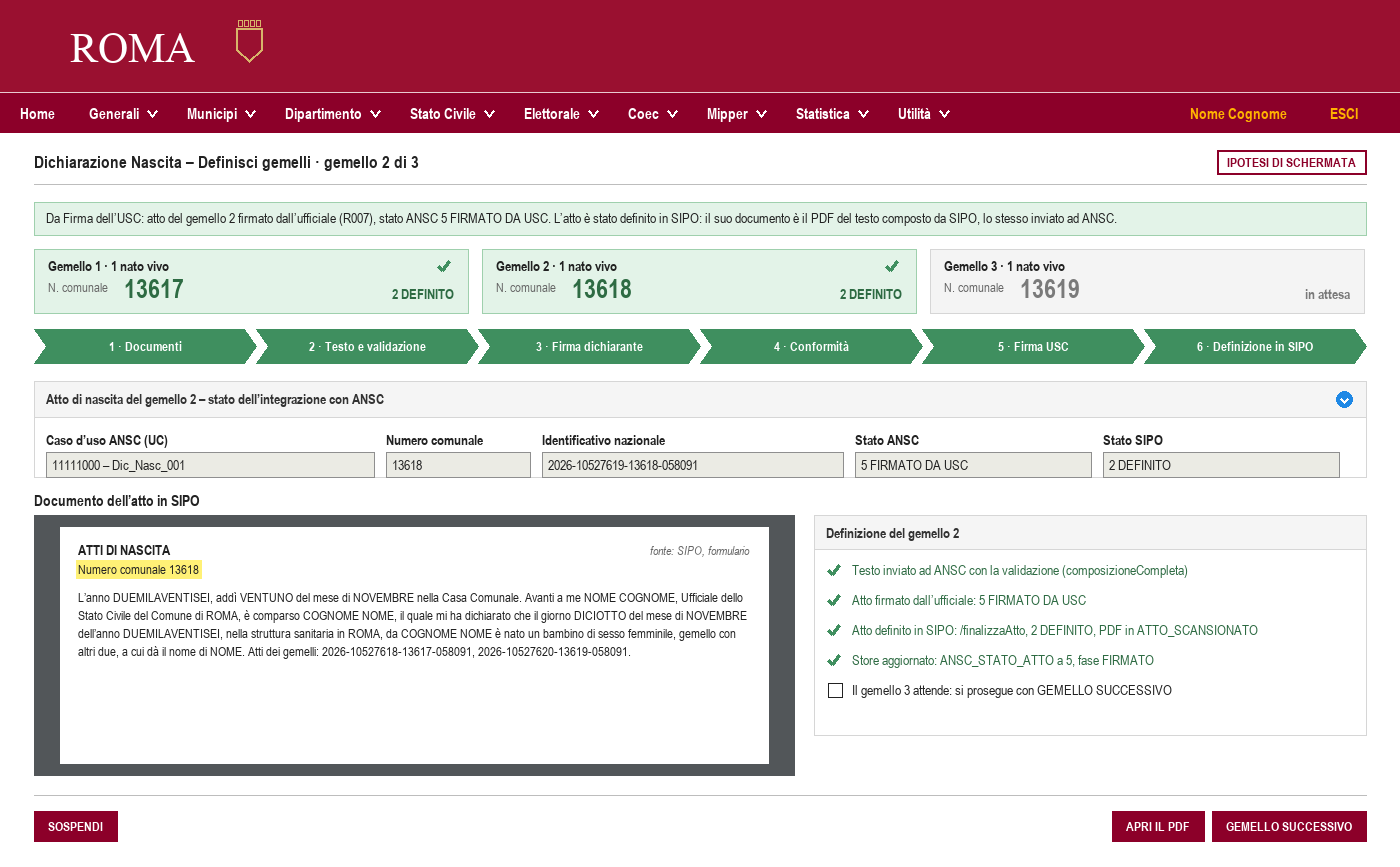 ROMA
Home
Generali
Municipi
Dipartimento
Stato Civile
Elettorale
Coec
Mipper
Statistica
Utilità
Nome Cognome
ESCI
Dichiarazione Nascita – Definisci gemelli · gemello 2 di 3
IPOTESI DI SCHERMATA
Da Firma dell'USC: atto del gemello 2 firmato dall'ufficiale (R007), stato ANSC 5 FIRMATO DA USC. L'atto è stato definito in SIPO: il suo documento è il PDF del testo composto da SIPO, lo stesso inviato ad ANSC.
Gemello 1 · 1 nato vivo
N. comunale 13617
2 DEFINITO
Gemello 2 · 1 nato vivo
N. comunale 13618
2 DEFINITO
Gemello 3 · 1 nato vivo
N. comunale 13619
in attesa
1 · Documenti
2 · Testo e validazione
3 · Firma dichiarante
4 · Conformità
5 · Firma USC
6 · Definizione in SIPO
Atto di nascita del gemello 2 – stato dell'integrazione con ANSC
Caso d'uso ANSC (UC)
11111000 – Dic_Nasc_001
Numero comunale
13618
Identificativo nazionale
2026-10527619-13618-058091
Stato ANSC
5 FIRMATO DA USC
Stato SIPO
2 DEFINITO
Documento dell'atto in SIPO
ATTI DI NASCITA
fonte: SIPO, formulario
Numero comunale 13618
L'anno DUEMILAVENTISEI, addì VENTUNO del mese di NOVEMBRE nella Casa Comunale. Avanti a me NOME COGNOME, Ufficiale dello
Stato Civile del Comune di ROMA, è comparso COGNOME NOME, il quale mi ha dichiarato che il giorno DICIOTTO del mese di NOVEMBRE
dell'anno DUEMILAVENTISEI, nella struttura sanitaria in ROMA, da COGNOME NOME è nato un bambino di sesso femminile, gemello con
altri due, a cui dà il nome di NOME. Atti dei gemelli: 2026-10527618-13617-058091, 2026-10527620-13619-058091.
Definizione del gemello 2
Testo inviato ad ANSC con la validazione (composizioneCompleta)
Atto firmato dall'ufficiale: 5 FIRMATO DA USC
Atto definito in SIPO: /finalizzaAtto, 2 DEFINITO, PDF in ATTO_SCANSIONATO
Store aggiornato: ANSC_STATO_ATTO a 5, fase FIRMATO
Il gemello 3 attende: si prosegue con GEMELLO SUCCESSIVO
SOSPENDI
APRI IL PDF
GEMELLO SUCCESSIVO